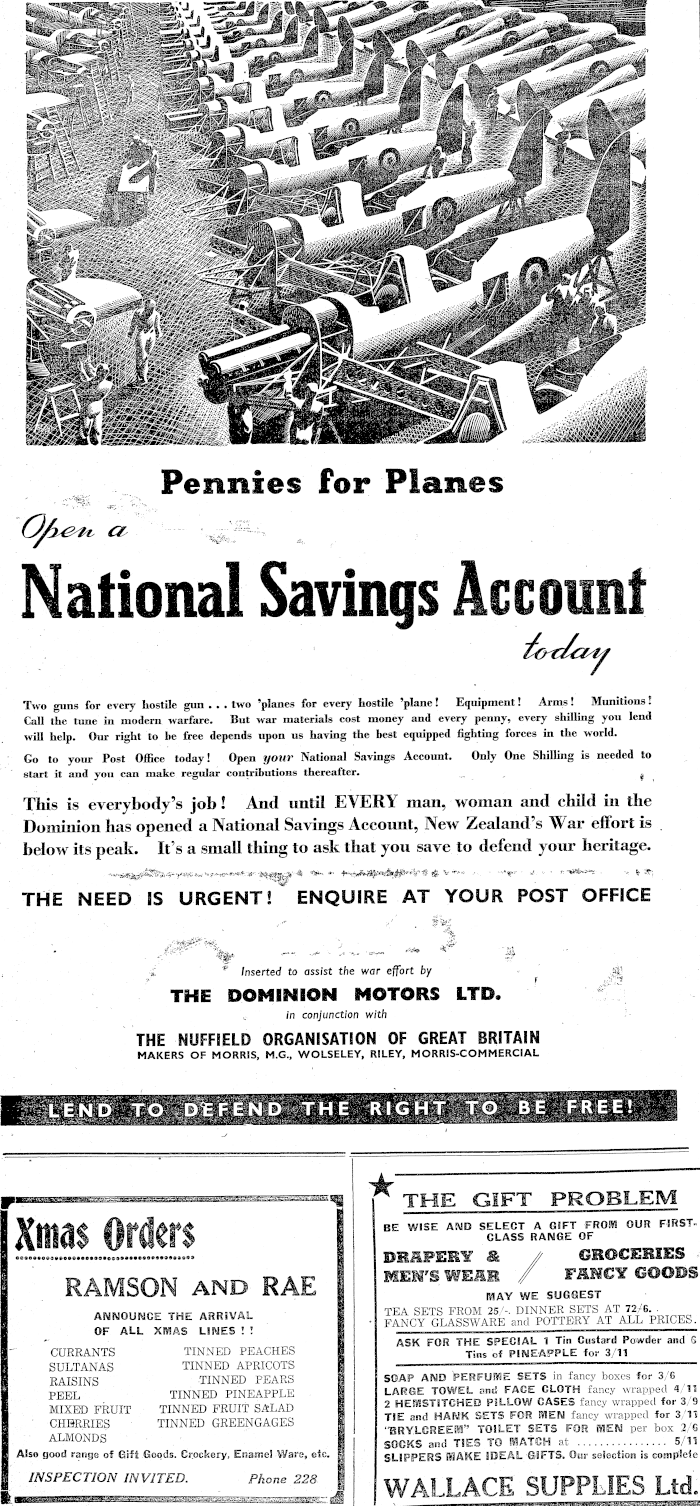 Pennies for Planes
Open a
National Savings Account
today
Two guns for every hostile gun . . . two 'planes for every hostile 'plane! Equipment! Arms! Munitions!
Call the tune in modern warfare. But war materials cost money and every penny, every shilling you lend
will help. Our right to be free depends upon us having the best equipped fighting forces in the world.
Go to your Post Office today! Open your National Savings Account. Only One Shilling is needed to
start it and you can make regular contributions thereafter.
This is everybody's job! And until EVERY man, woman and child in the
Dominion has opened a National Savings Account, New Zealand's War effort is
below its peak. It's a small thing to ask that you save to defend your heritage.
THE NEED IS URGENT! ENQUIRE AT YOUR POST OFFICE
Inserted to assist the war effort by
THE DOMINION MOTORS LTD.
in conjunction with
THE NUFFIELD ORGANISATION OF GREAT BRITAIN
MAKERS OF MORRIS, M.G., WOLSELEY, RILEY, MORRIS-COMMERCIAL
LEND TO DEFEND THE RIGHT TO BE FREE!
Xmas Orders
RAMSON AND RAE
ANNOUNCE THE ARRIVAL
OF ALL XMAS LINES ! !
CURRANTS TINNED PEACHES
SULTANAS TINNED APRICOTS
RAISINS TINNED PEARS
PEEL TINNED PINEAPPLE
MIXED FRUIT TINNED FRUIT SALAD
CHERRIES TINNED GREENGAGES
ALMONDS
Also good range of Gift Goods, Crockery, Enamel Ware, etc.
INSPECTION INVITED. Phone 228
THE GIFT PROBLEM
BE WISE AND SELECT A GIFT FROM OUR FIRST-
CLASS RANGE OF
DRAPERY & GROCERIES
MEN'S WEAR FANCY GOODS
MAY WE SUGGEST
TEA SETS FROM 25/-. DINNER SETS AT 72/6.
FANCY GLASSWARE and POTTERY AT ALL PRICES.
ASK FOR THE SPECIAL 1 Tin Custard Powder and 6
Tins of PINEAPPLE for 3/11
SOAP AND PERFUME SETS in fancy boxes for 3/6
LARGE TOWEL and FACE CLOTH fancy wrapped 4/11
2 HEMSTITCHED PILLOW CASES fancy wrapped for 3/9
TIE and HANK SETS FOR MEN fancy wrapped for 3/11
"BRYLCREEM" TOILET SETS FOR MEN per box 2/6
SOCKS and TIES TO MATCH at ................ 5/11
SLIPPERS MAKE IDEAL GIFTS. Our selection is complete
WALLACE SUPPLIES Ltd.